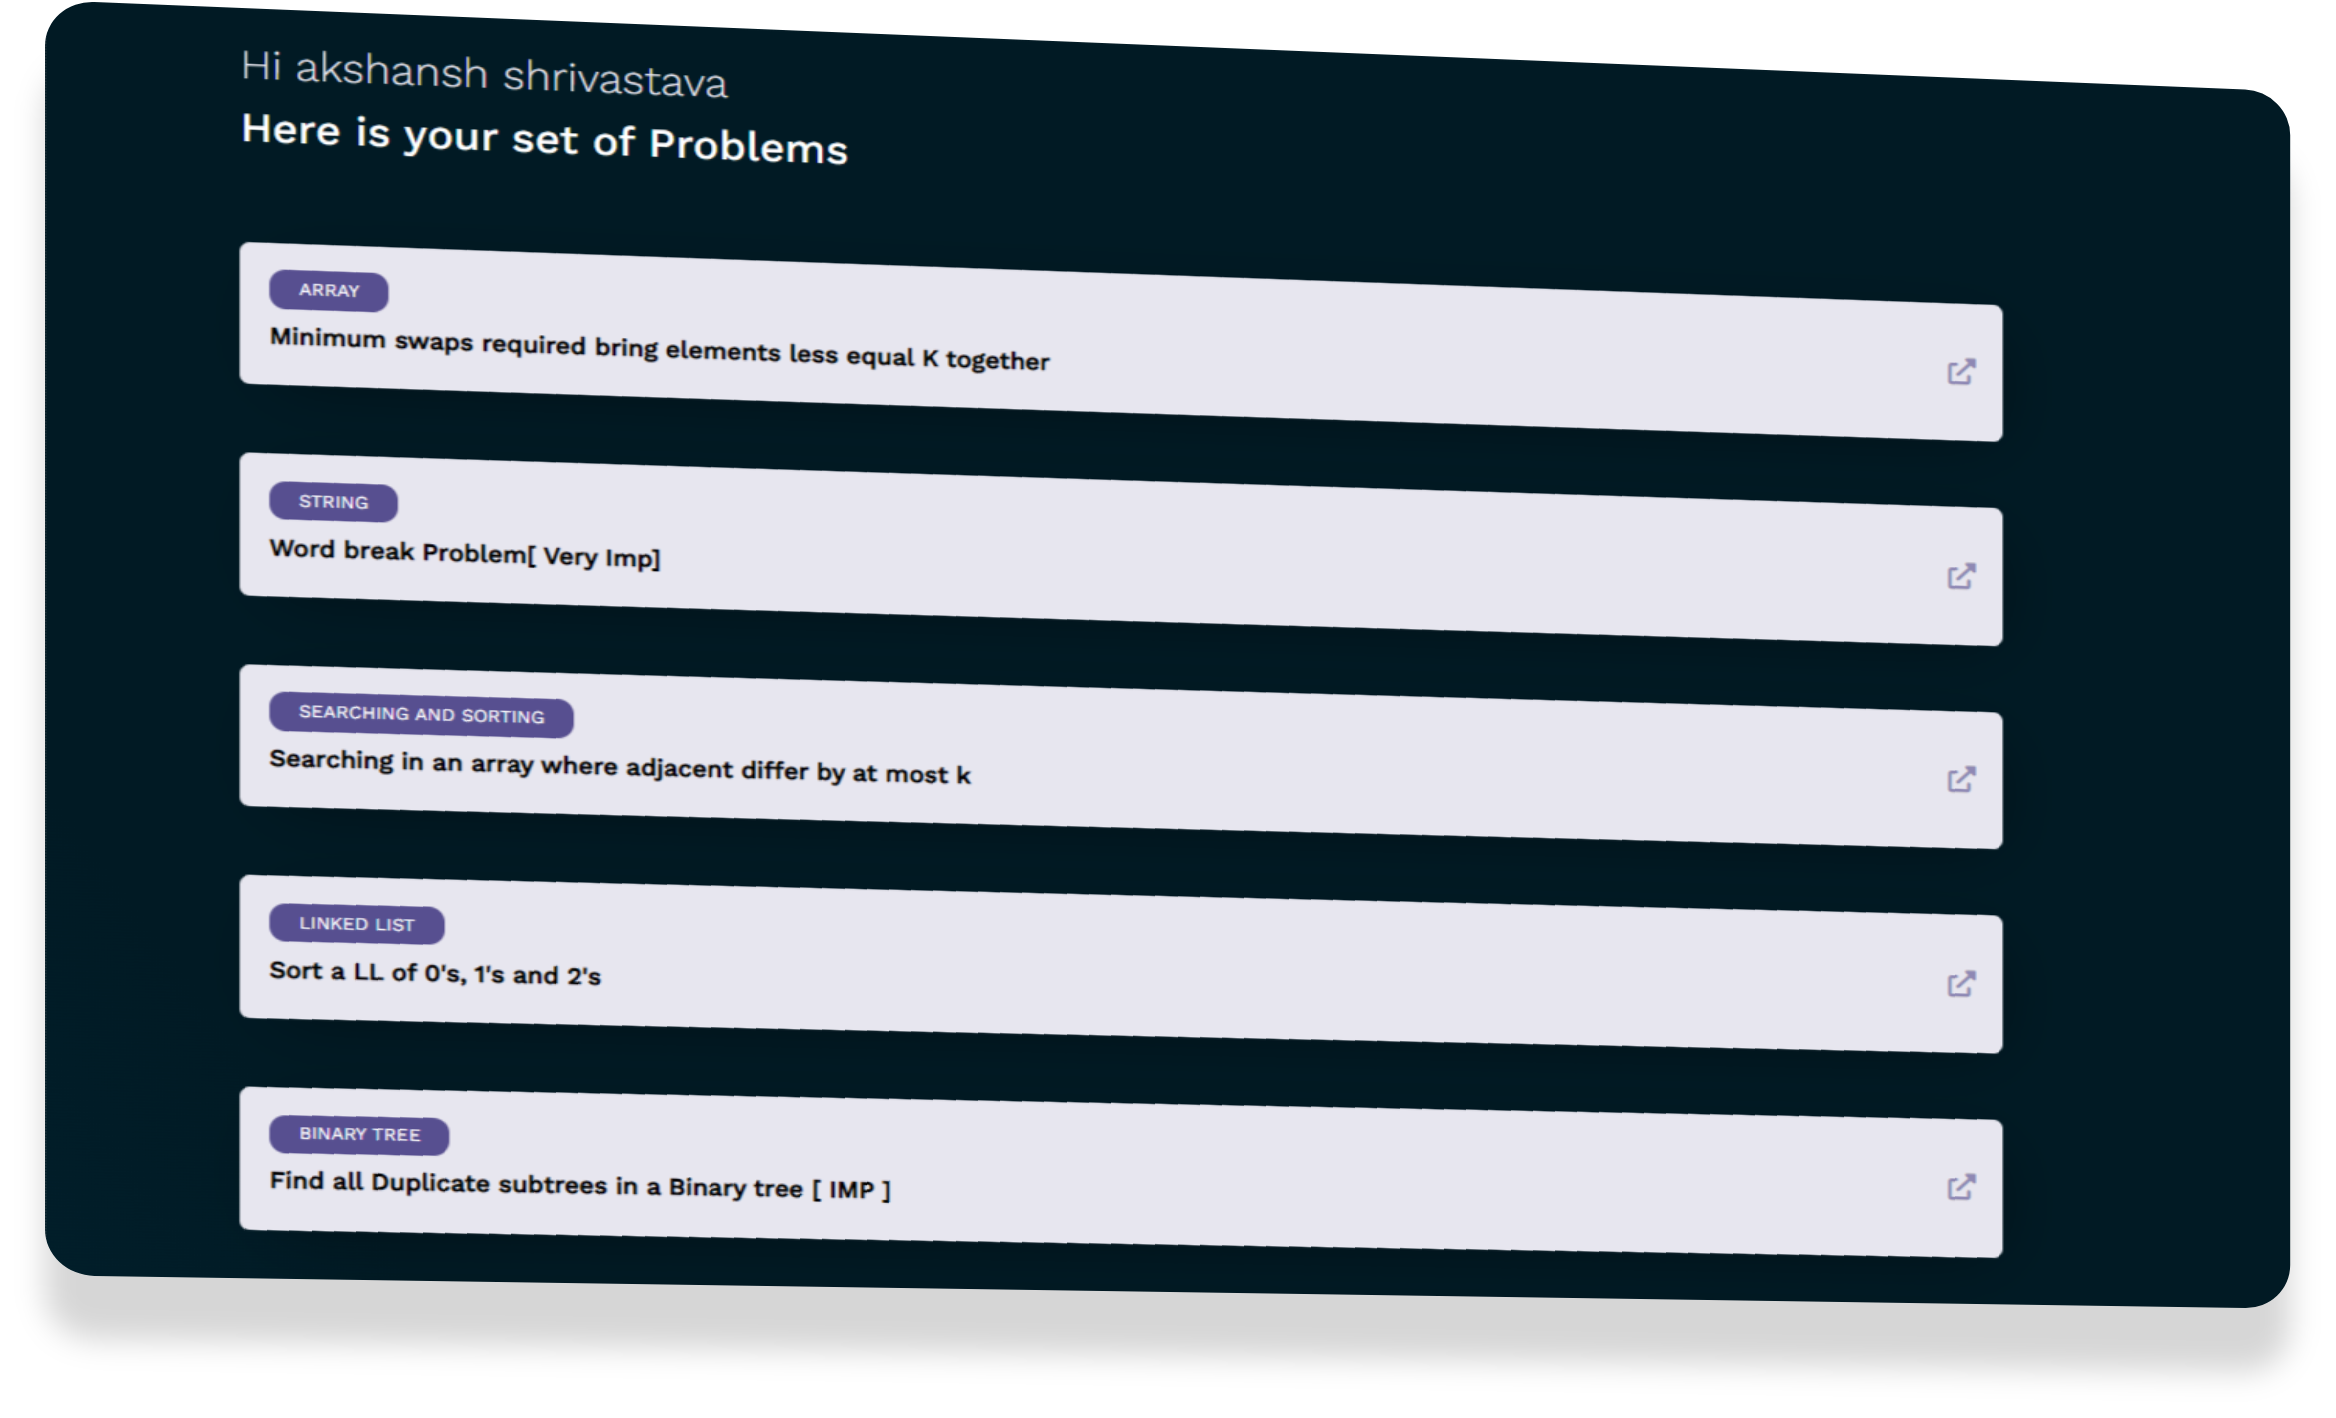 Hi akshansh shrivastava
Here is your set of Problems
ARRAY
Minimum swaps required bring elements less equal K together
STRING
Word break Problem[ Very Imp]
SEARCHING AND SORTING
Searching in an array where adjacent differ by at most k
LINKED LIST
Sort a LL of 0's, 1's and 2's
BINARY TREE
Find all Duplicate subtrees in a Binary tree [ IMP ]